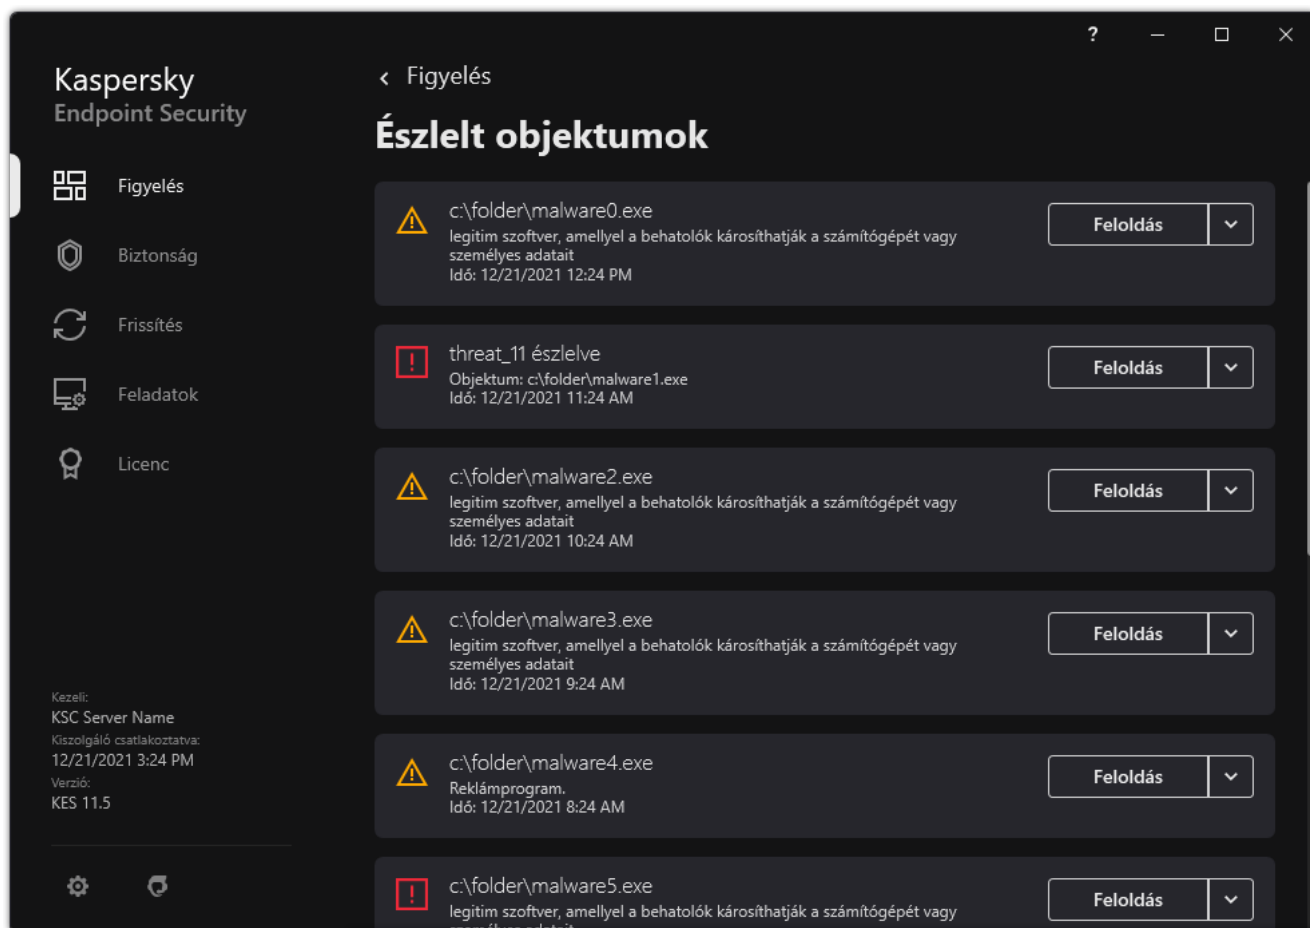 ?
Kaspersky
Endpoint Security
Figyelés
Biztonság
Frissítés
Feladatok
Licenc
Kezeli:
KSC Server Name
Kiszolgáló csatlakoztatva:
12/21/2021 3:24 PM
Verzió:
KES 11.5
Figyelés
Észlelt objektumok
c:\folder\malware0.exe
legitim szoftver, amellyel a behatolók károsíthatják a számítógépét vagy
személyes adatait
Idó: 12/21/2021 12:24 PM
Feloldás
threat_11 észlelve
Objektum: c:\folder\malware1.exe
Idó: 12/21/2021 11:24 AM
Feloldás
c:\folder\malware2.exe
legitim szoftver, amellyel a behatolók károsíthatják a számítógépét vagy
személyes adatait
Idó: 12/21/2021 10:24 AM
Feloldás
c:\folder\malware3.exe
legitim szoftver, amellyel a behatolók károsíthatják a számítógépét vagy
személyes adatait
Idó: 12/21/2021 9:24 AM
Feloldás
c:\folder\malware4.exe
Reklámprogram.
Idó: 12/21/2021 8:24 AM
Feloldás
c:\folder\malware5.exe
legitim szoftver, amellyel a behatolók károsíthatják a számítógépét vagy
Feloldás